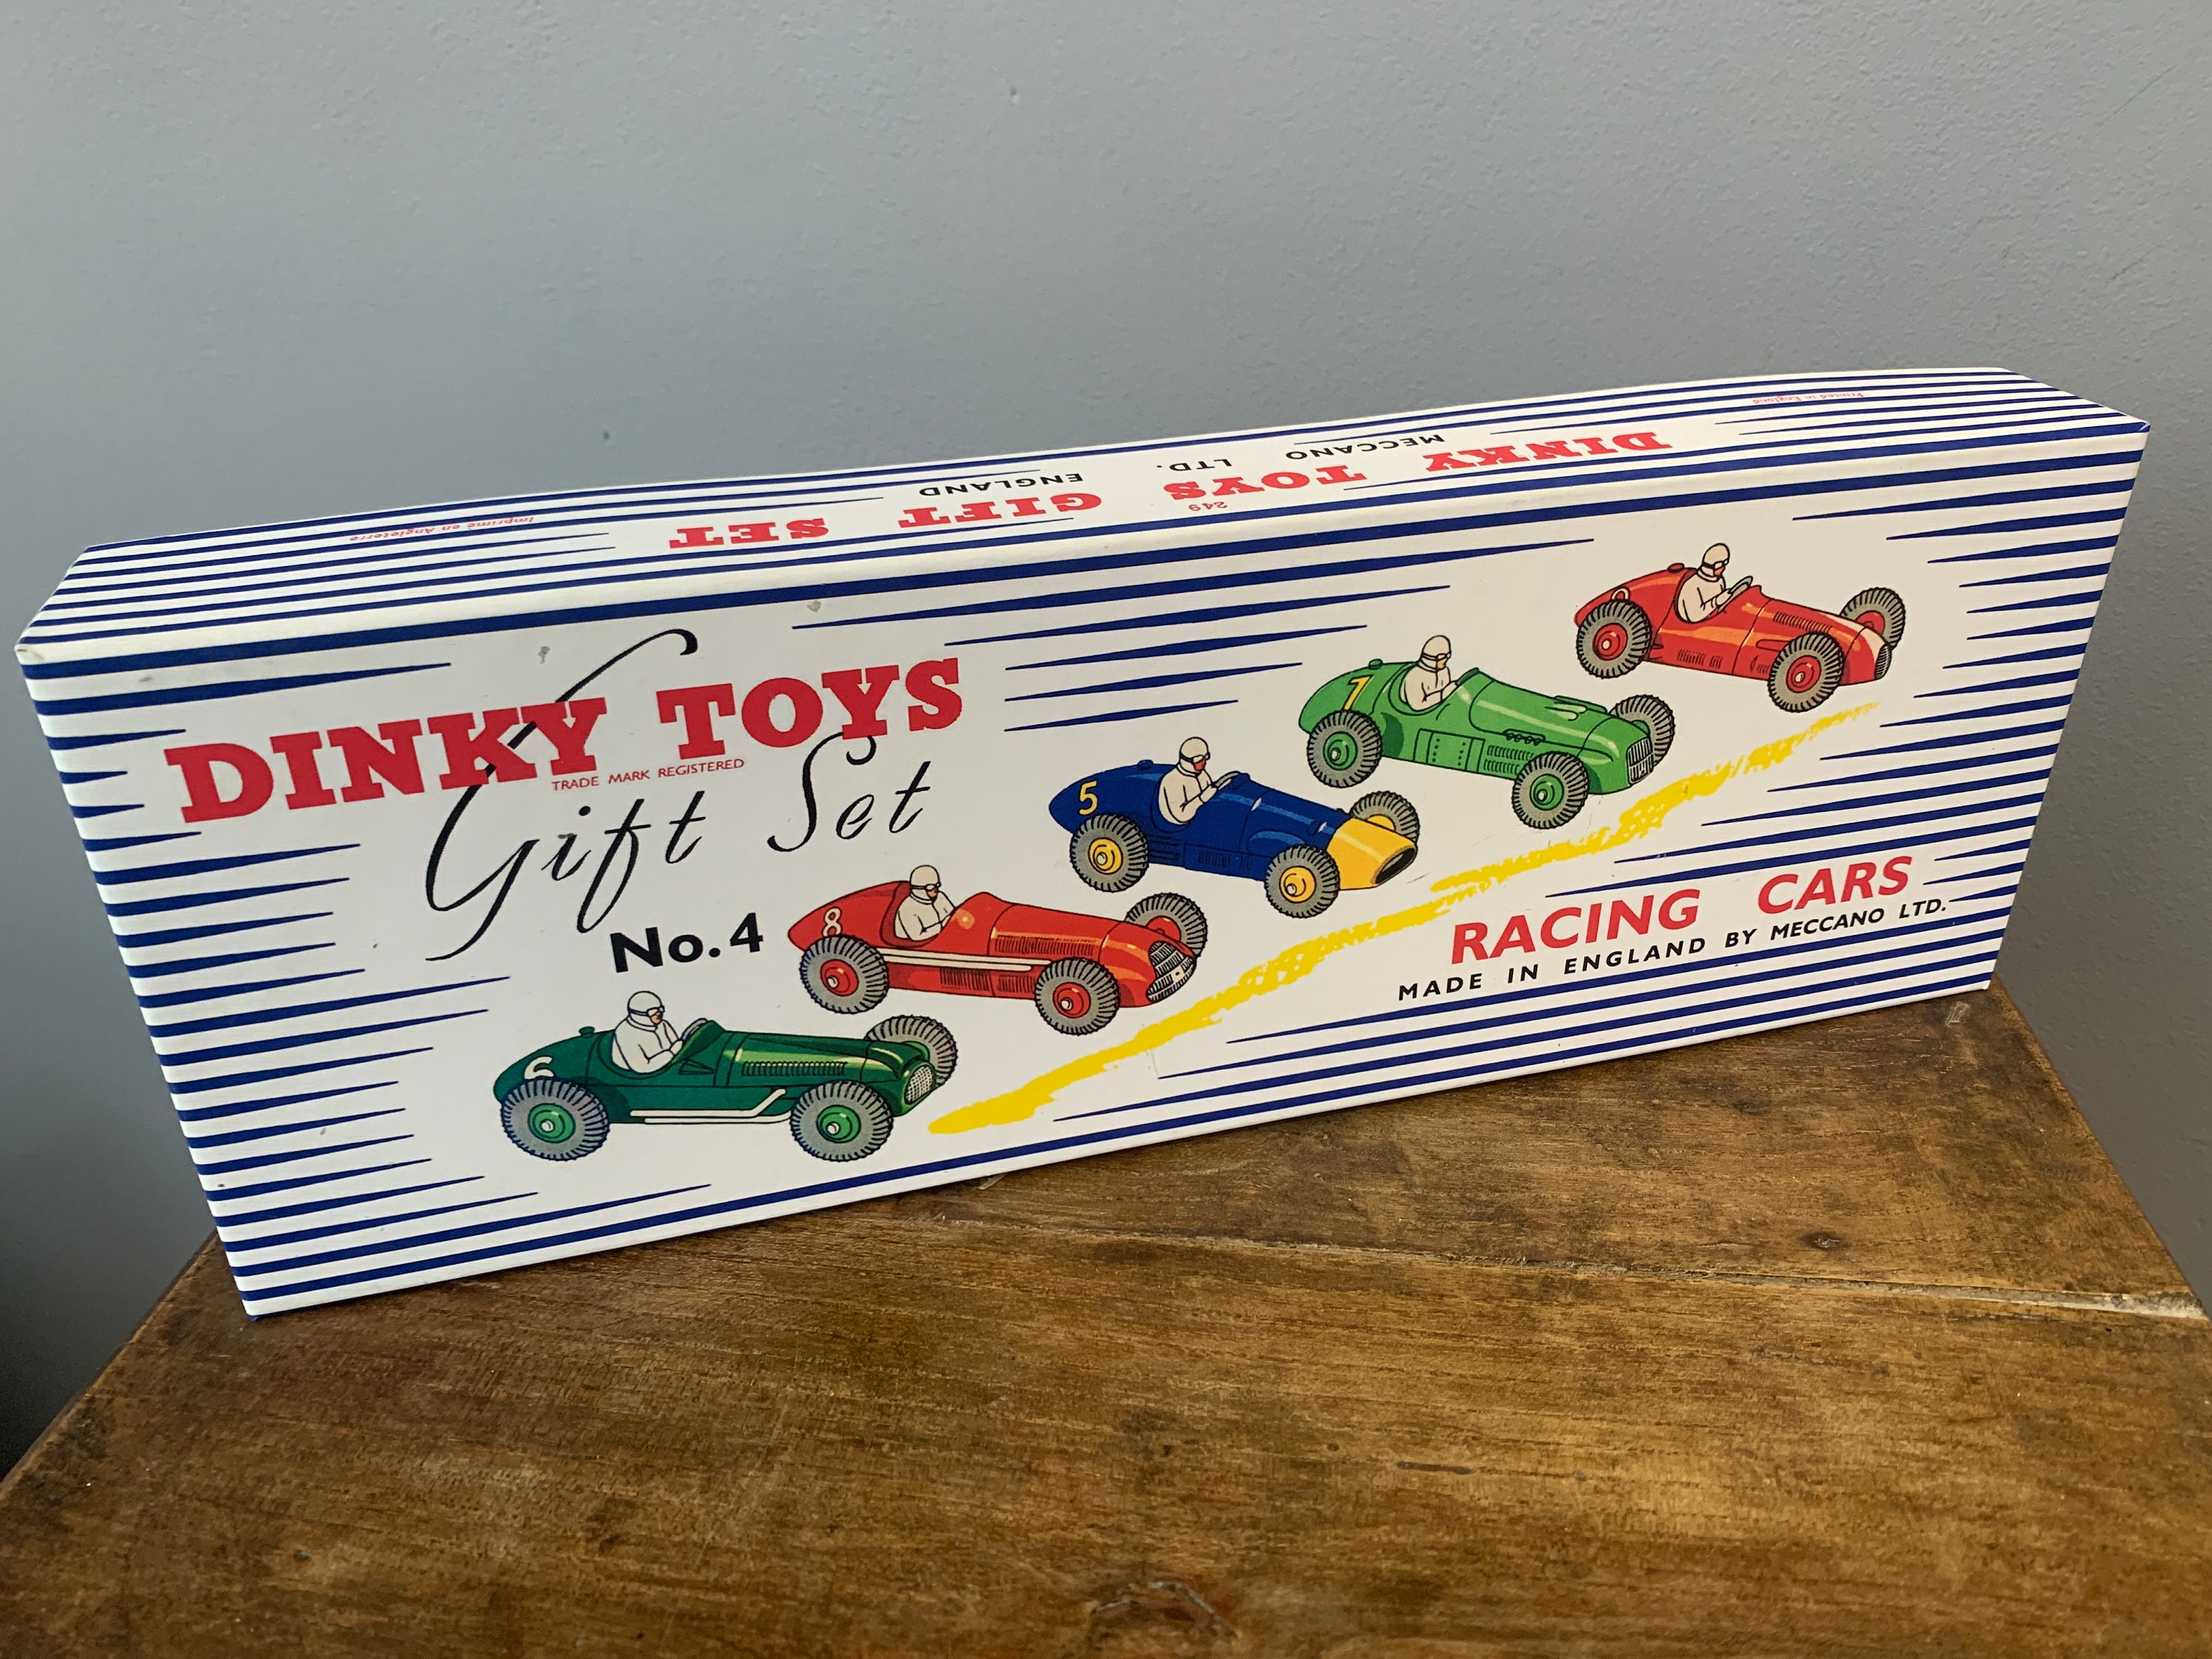 Printed in England
DINKY TOYS GIFT SET
MECCANO LTD. ENGLAND
249
Imprimé en Angleterre
DINKY TOYS
TRADE MARK REGISTERED
Gift Set
No. 4
6
8
5
7
RACING CARS
MADE IN ENGLAND BY MECCANO LTD.